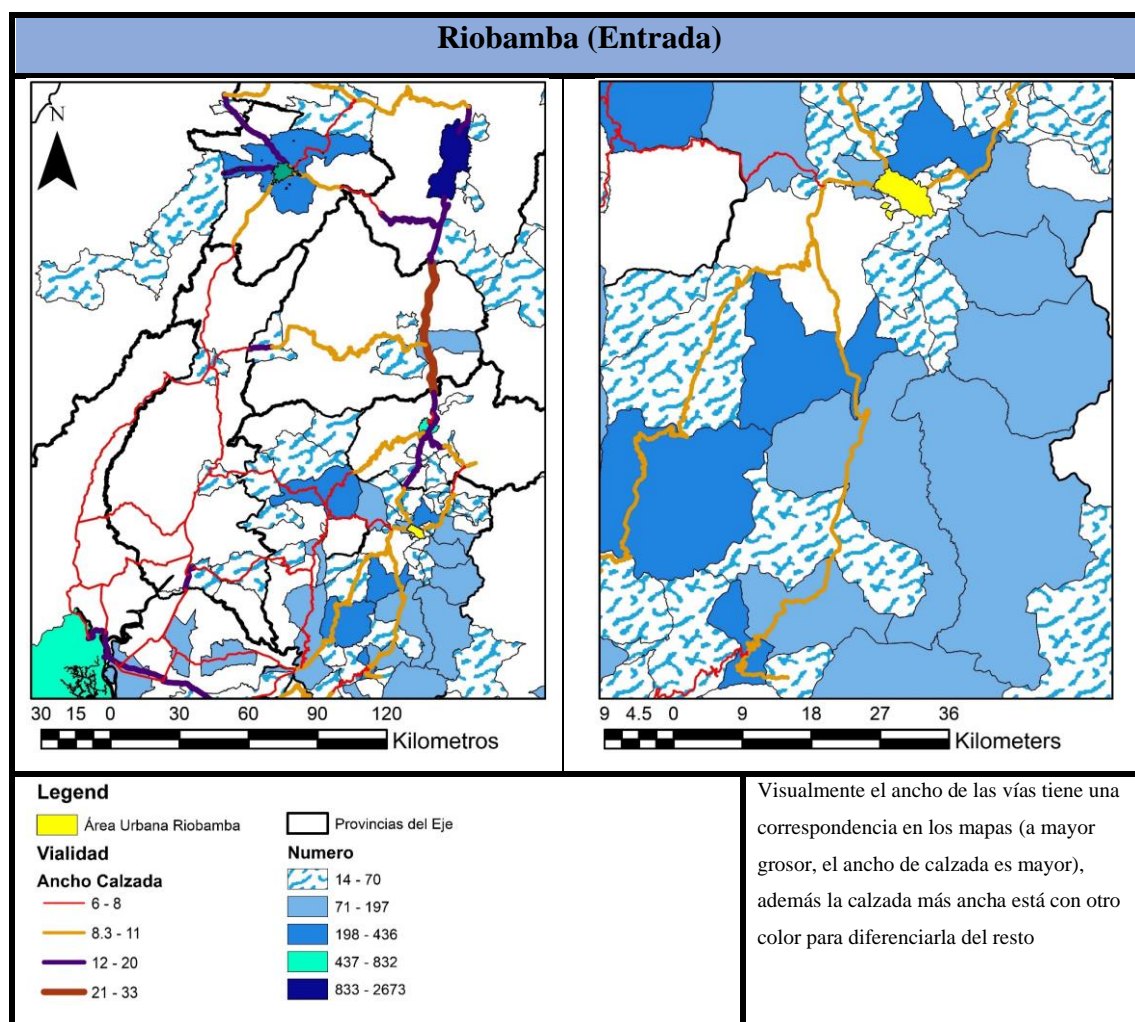 Riobamba (Entrada)
N
30 15 0 30 60 90 120
Kilometros
9 4.5 0 9 18 27 36
Kilometers
Legend
Área Urbana Riobamba
Provincias del Eje
Vialidad
Ancho Calzada
6 - 8
8.3 - 11
12 - 20
21 - 33
Numero
14 - 70
71 - 197
198 - 436
437 - 832
833 - 2673
Visualmente el ancho de las vías tiene una
correspondencia en los mapas (a mayor
grosor, el ancho de calzada es mayor),
además la calzada más ancha está con otro
color para diferenciarla del resto